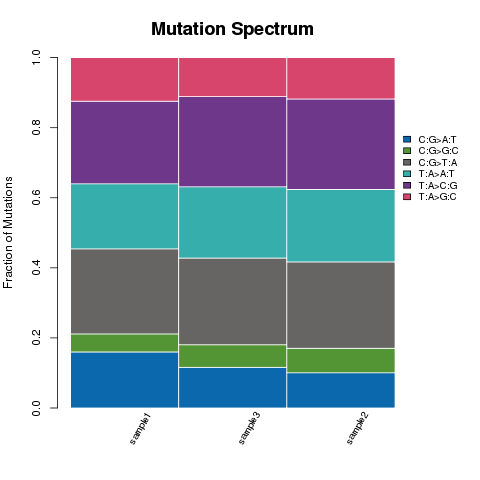 Mutation Spectrum
Fraction of Mutations
1.0
0.8
0.6
0.4
0.2
0.0
sample1
sample3
sample2
C:G>A:T
C:G>G:C
C:G>T:A
T:A>A:T
T:A>C:G
T:A>G:C